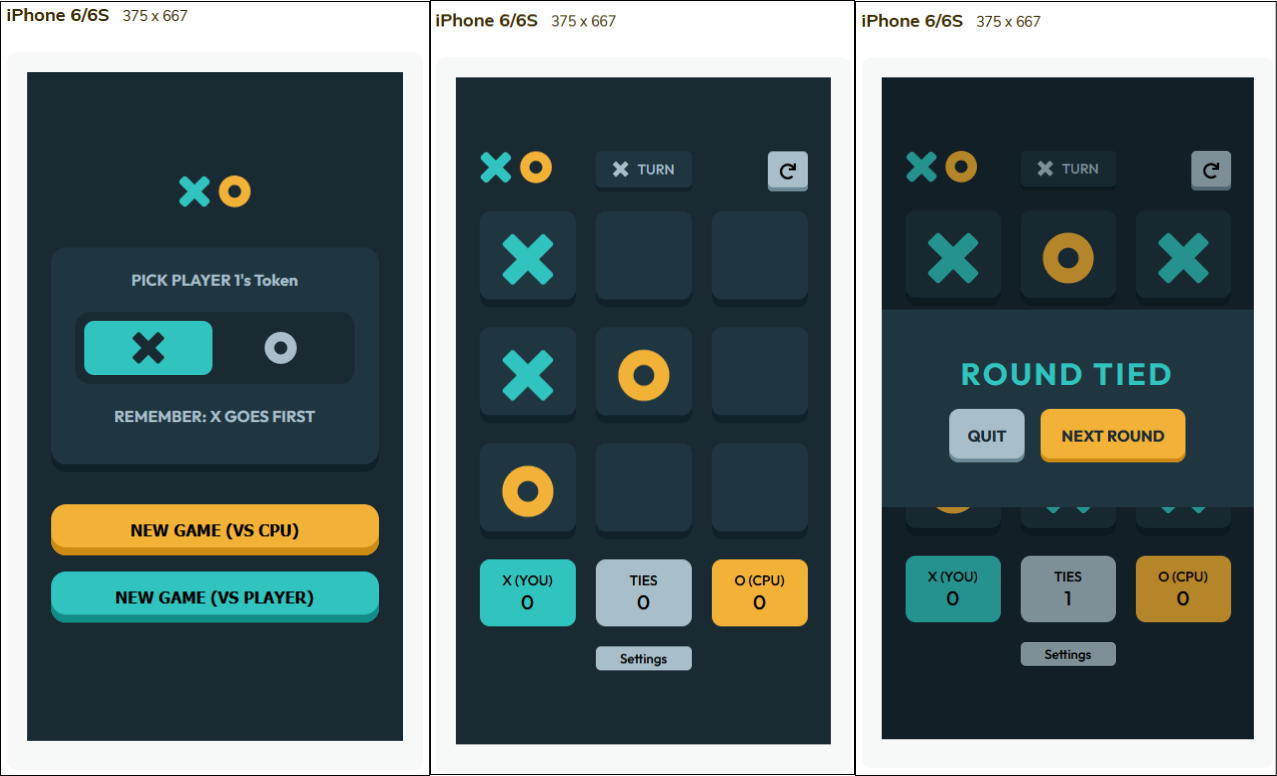 iPhone 6/6S 375 x 667
PICK PLAYER 1's Token
REMEMBER: X GOES FIRST
NEW GAME (VS CPU)
NEW GAME (VS PLAYER)
iPhone 6/6S 375 x 667
TURN
X (YOU)
0
TIES
0
O (CPU)
0
Settings
iPhone 6/6S 375 x 667
TURN
ROUND TIED
QUIT
NEXT ROUND
X (YOU)
0
TIES
1
O (CPU)
0
Settings